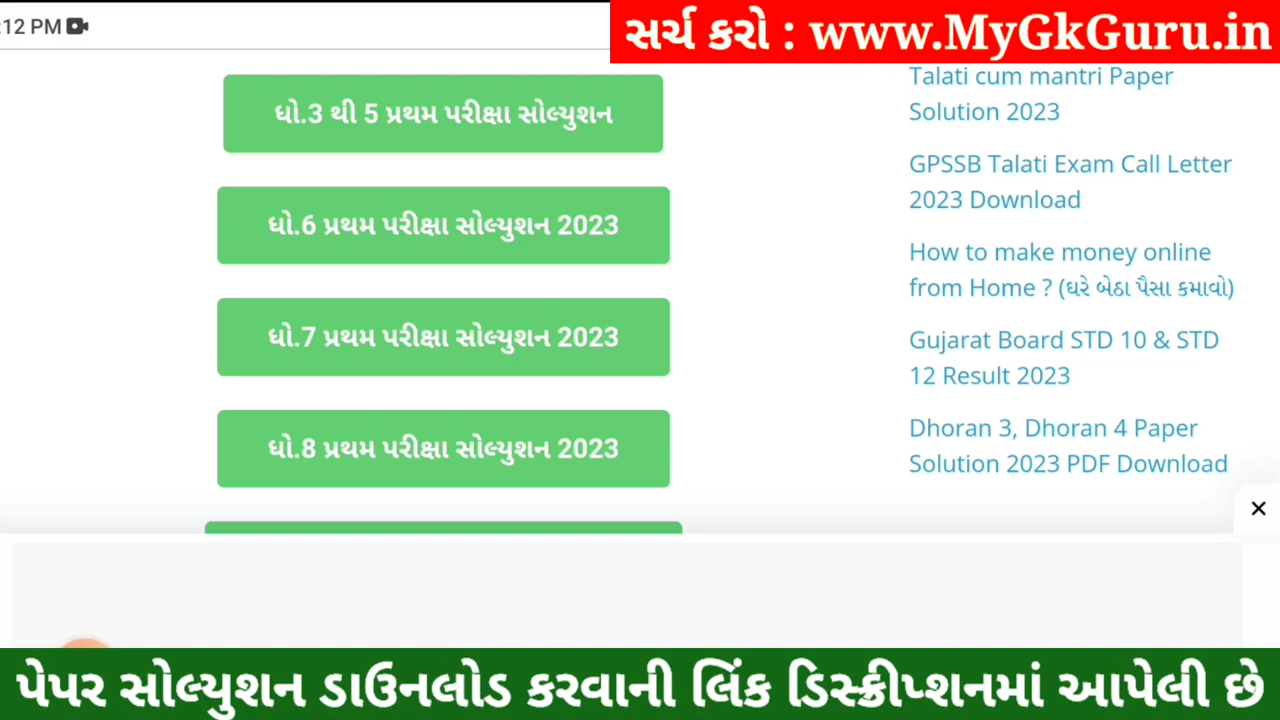 :12 PM
સર્ચ કરો : www.MyGkGuru.in
ધો.3 થી 5 પ્રથમ પરીક્ષા સોલ્યુશન
ધો.6 પ્રથમ પરીક્ષા સોલ્યુશન 2023
ધો.7 પ્રથમ પરીક્ષા સોલ્યુશન 2023
ધો.8 પ્રથમ પરીક્ષા સોલ્યુશન 2023
Talati cum mantri Paper
Solution 2023
GPSSB Talati Exam Call Letter
2023 Download
How to make money online
from Home ? (ઘરે બેઠા પૈસા કમાવો)
Gujarat Board STD 10 & STD
12 Result 2023
Dhoran 3, Dhoran 4 Paper
Solution 2023 PDF Download
પેપર સોલ્યુશન ડાઉનલોડ કરવાની લિંક ડિસ્ક્રીપ્શનમાં આપેલી છે